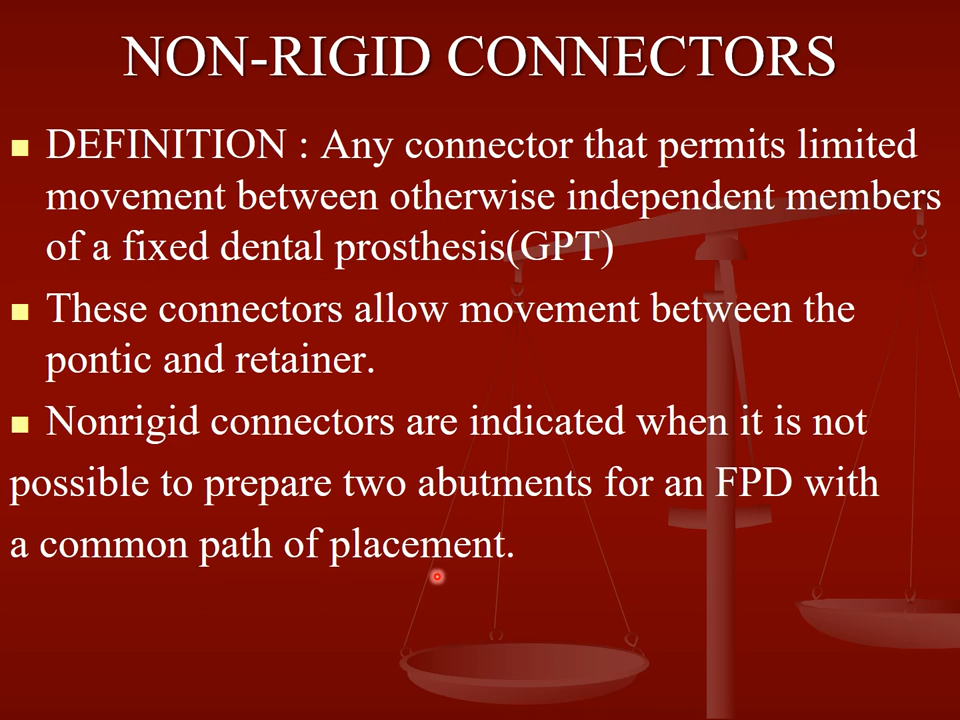 NON-RIGID CONNECTORS
DEFINITION : Any connector that permits limited
movement between otherwise independent members
of a fixed dental prosthesis(GPT)
These connectors allow movement between the
pontic and retainer.
Nonrigid connectors are indicated when it is not
possible to prepare two abutments for an FPD with
a common path of placement.